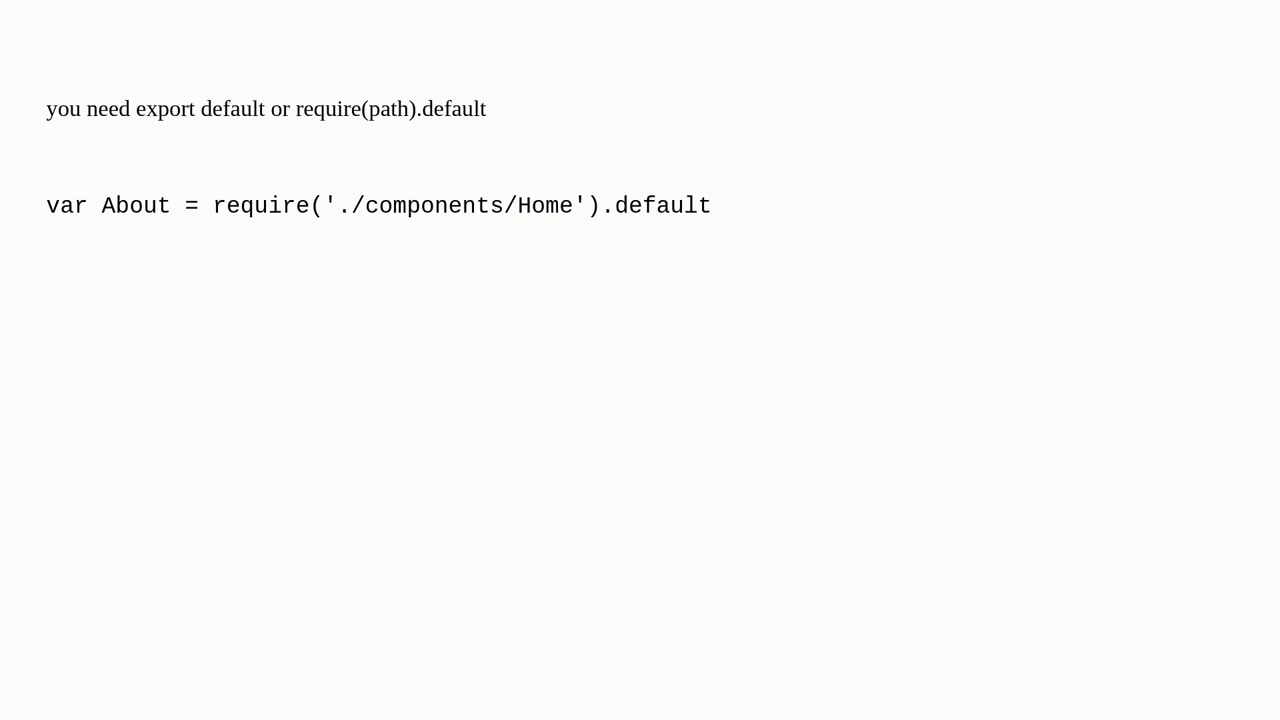 you need export default or require(path).default
var About = require('./components/Home').default